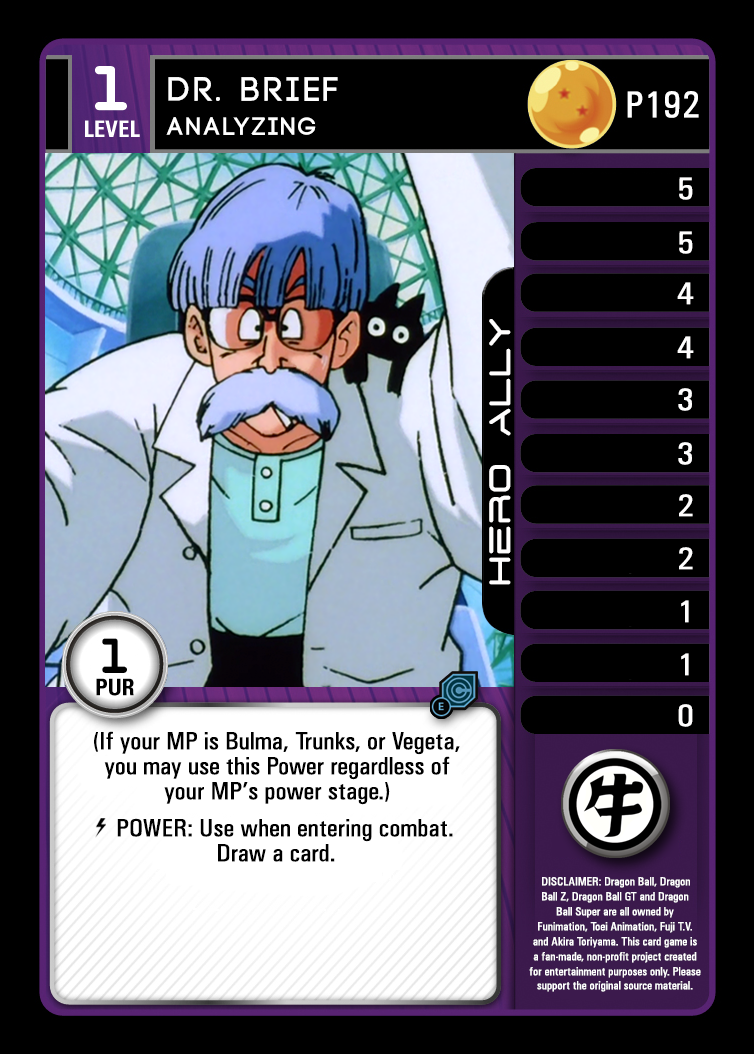 1
LEVEL
DR. BRIEF
ANALYZING
P192
5
5
4
4
3
3
2
2
1
1
0
HERO ALLY
1
PUR
E
(If your MP is Bulma, Trunks, or Vegeta,
you may use this Power regardless of
your MP's power stage.)
POWER: Use when entering combat.
Draw a card.
牛
DISCLAIMER: Dragon Ball, Dragon
Ball Z, Dragon Ball GT and Dragon
Ball Super are all owned by
Funimation, Toei Animation, Fuji T.V.
and Akira Toriyama. This card game is
a fan-made, non-profit project created
for entertainment purposes only. Please
support the original source material.